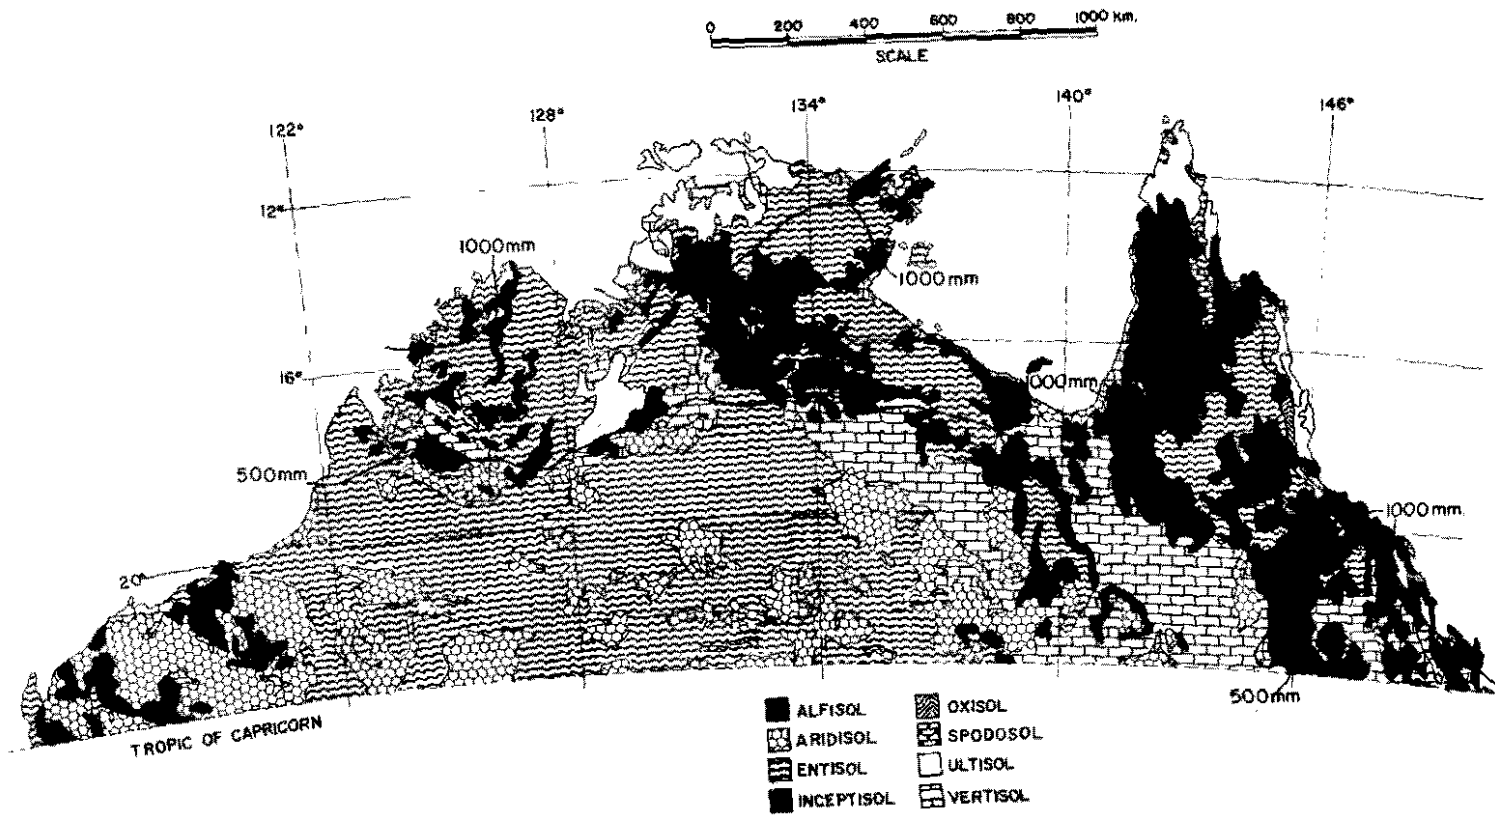 0 200 400 600 800 1000 km.
SCALE
122° 128° 134° 140° 146°
12°
1000mm
1000mm
16°
1000mm
500mm
1000mm.
20°
500mm
TROPIC OF CAPRICORN
ALFISOL
ARIDISOL
ENTISOL
INCEPTISOL
OXISOL
SPODOSOL
ULTISOL
VERTISOL